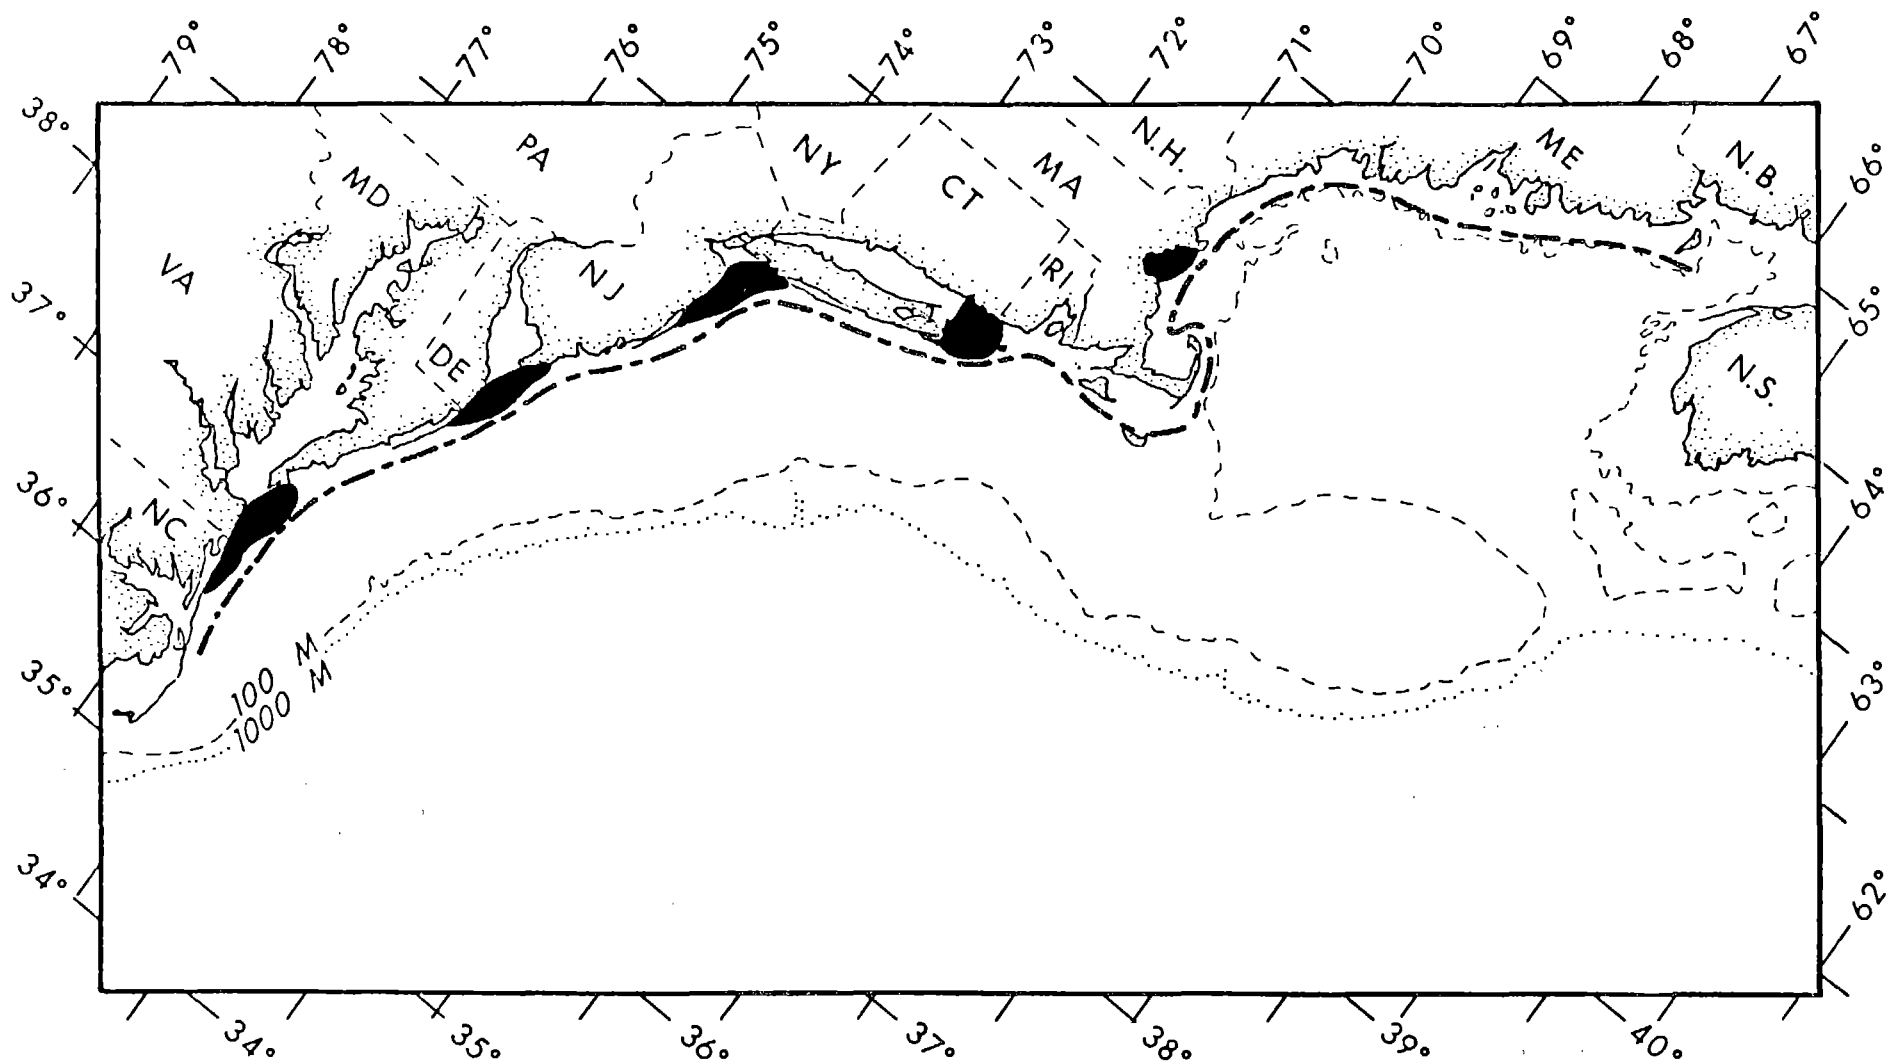 79° 78° 77° 76° 75° 74° 73° 72° 71° 70° 69° 68° 67°
38°
PA
NY
N.H.
ME
N.B.
MD
CT
MA
66°
VA
NJ
RI
37°
65°
DE
N.S.
36°
NC
64°
35°
100 M
1000 M
63°
34°
62°
34° 35° 36° 37° 38° 39° 40°